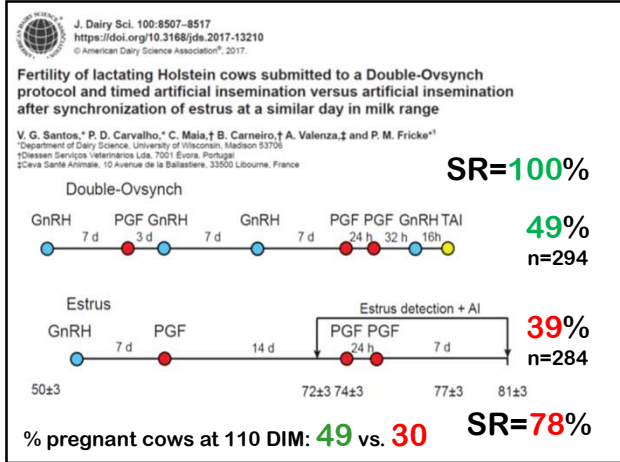 J. Dairy Sci. 100:8507–8517
https://doi.org/10.3168/jds.2017-13210
© American Dairy Science Association®, 2017.
Fertility of lactating Holstein cows submitted to a Double-Ovsynch
protocol and timed artificial insemination versus artificial insemination
after synchronization of estrus at a similar day in milk range
V. G. Santos,* P. D. Carvalho,* C. Maia,† B. Carneiro,† A. Valenza,‡ and P. M. Fricke*¹
*Department of Dairy Science, University of Wisconsin, Madison 53706
†Diessen Serviços Veterinários Lda, 7001 Évora, Portugal
‡Ceva Santé Animale, 10 Avenue de la Ballastiere, 33500 Libourne, France
SR=100%
Double-Ovsynch
GnRH PGF GnRH GnRH PGF PGF GnRH TAI
7 d 3 d 7 d 7 d 24 h 32 h 16h
49%
n=294
Estrus
Estrus detection + AI
GnRH PGF PGF PGF
7 d 14 d 24 h 7 d
39%
n=284
50±3 72±3 74±3 77±3 81±3
SR=78%
% pregnant cows at 110 DIM: 49 vs. 30